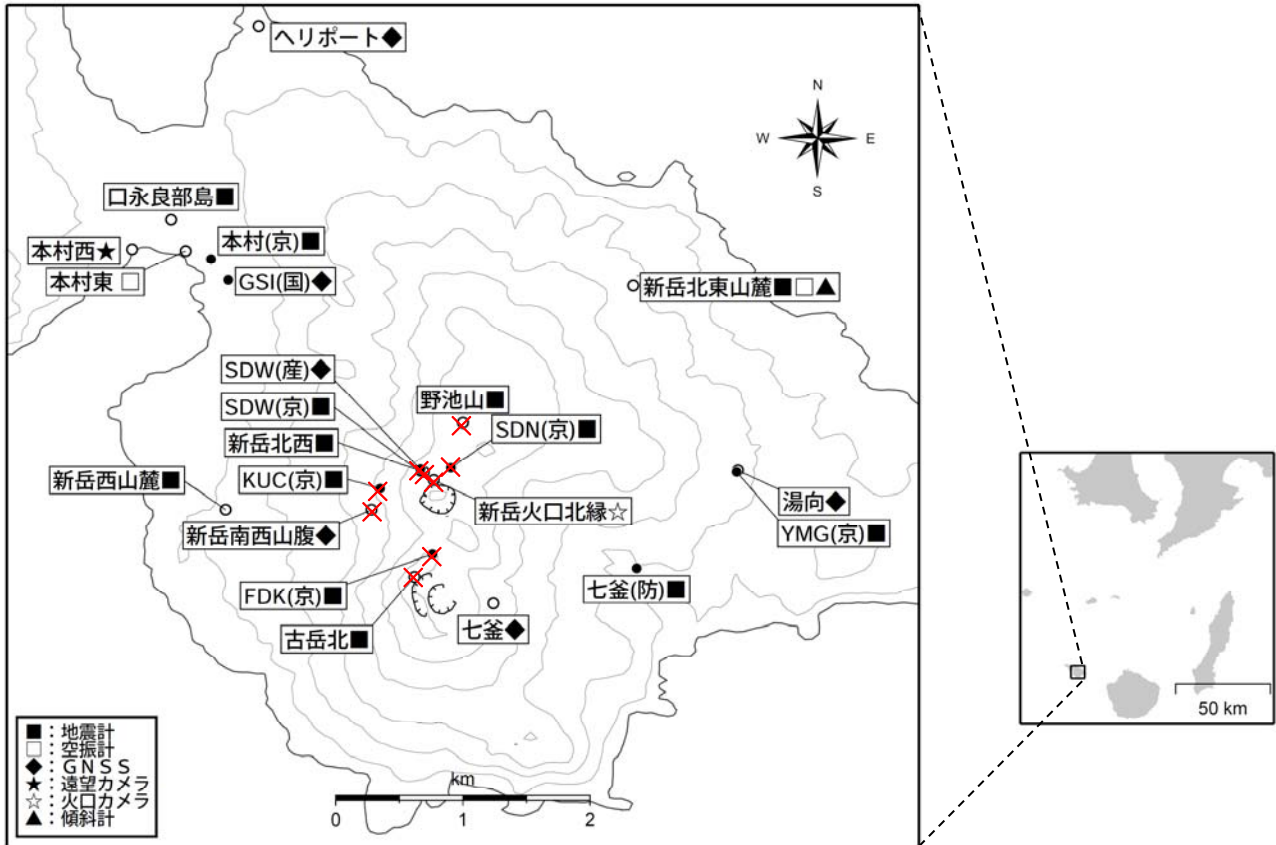 ヘリポート◆
N
W E
S
口永良部島■
本村西★
本村(京)■
本村東 □
GSI(国)◆
新岳北東山麓■□▲
SDW(産)◆
SDW(京)■
野池山■
SDN(京)■
新岳北西■
KUC(京)■
新岳西山麓■
新岳火口北縁☆
湯向◆
YMG(京)■
新岳南西山腹◆
FDK(京)■
七釜(防)■
古岳北■
七釜◆
■：地震計
□：空振計
◆：ＧＮＳＳ
★：遠望カメラ
☆：火口カメラ
▲：傾斜計
km
0 1 2
50 km